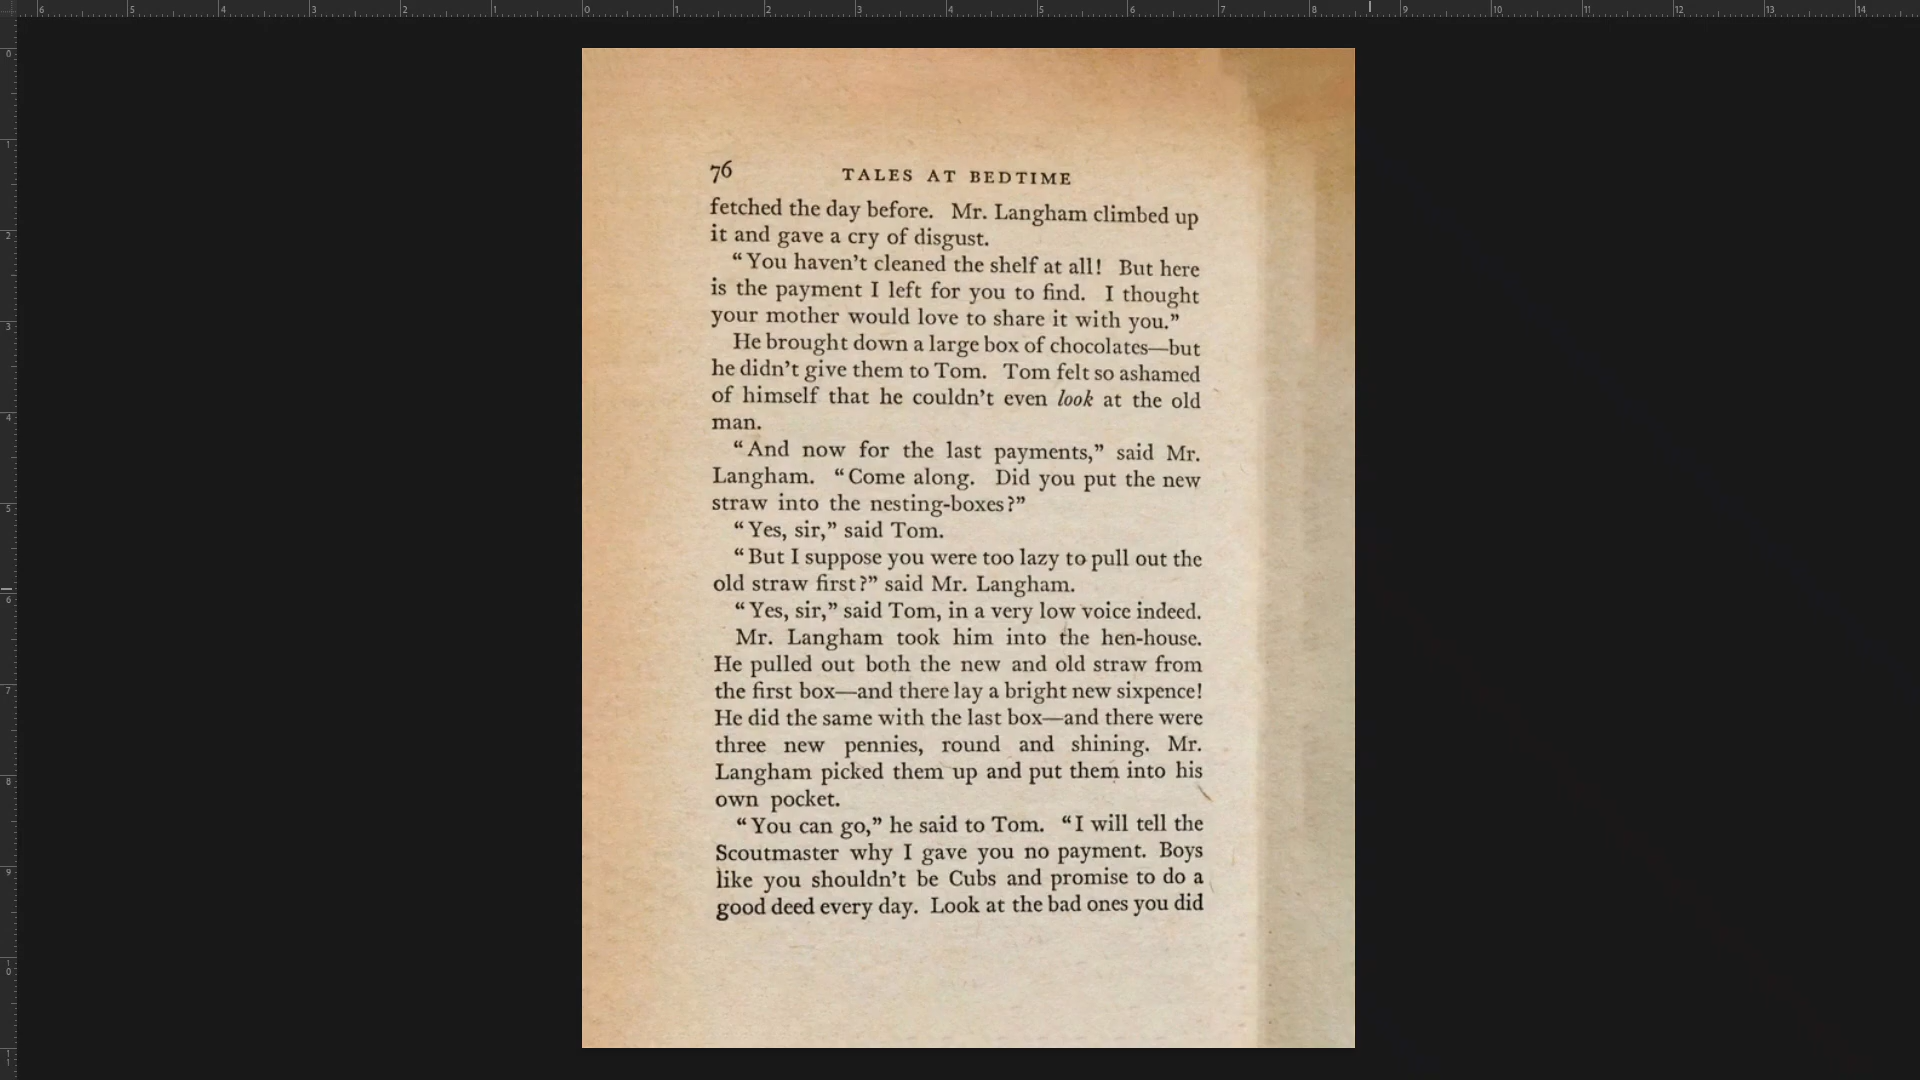 76 TALES AT BEDTIME
fetched the day before. Mr. Langham climbed up
it and gave a cry of disgust.
“You haven’t cleaned the shelf at all! But here
is the payment I left for you to find. I thought
your mother would love to share it with you.”
He brought down a large box of chocolates—but
he didn’t give them to Tom. Tom felt so ashamed
of himself that he couldn’t even look at the old
man.
“And now for the last payments,” said Mr.
Langham. “Come along. Did you put the new
straw into the nesting-boxes?”
“Yes, sir,” said Tom.
“But I suppose you were too lazy to pull out the
old straw first?” said Mr. Langham.
“Yes, sir,” said Tom, in a very low voice indeed.
Mr. Langham took him into the hen-house.
He pulled out both the new and old straw from
the first box—and there lay a bright new sixpence!
He did the same with the last box—and there were
three new pennies, round and shining. Mr.
Langham picked them up and put them into his
own pocket.
“You can go,” he said to Tom. “I will tell the
Scoutmaster why I gave you no payment. Boys
like you shouldn’t be Cubs and promise to do a
good deed every day. Look at the bad ones you did